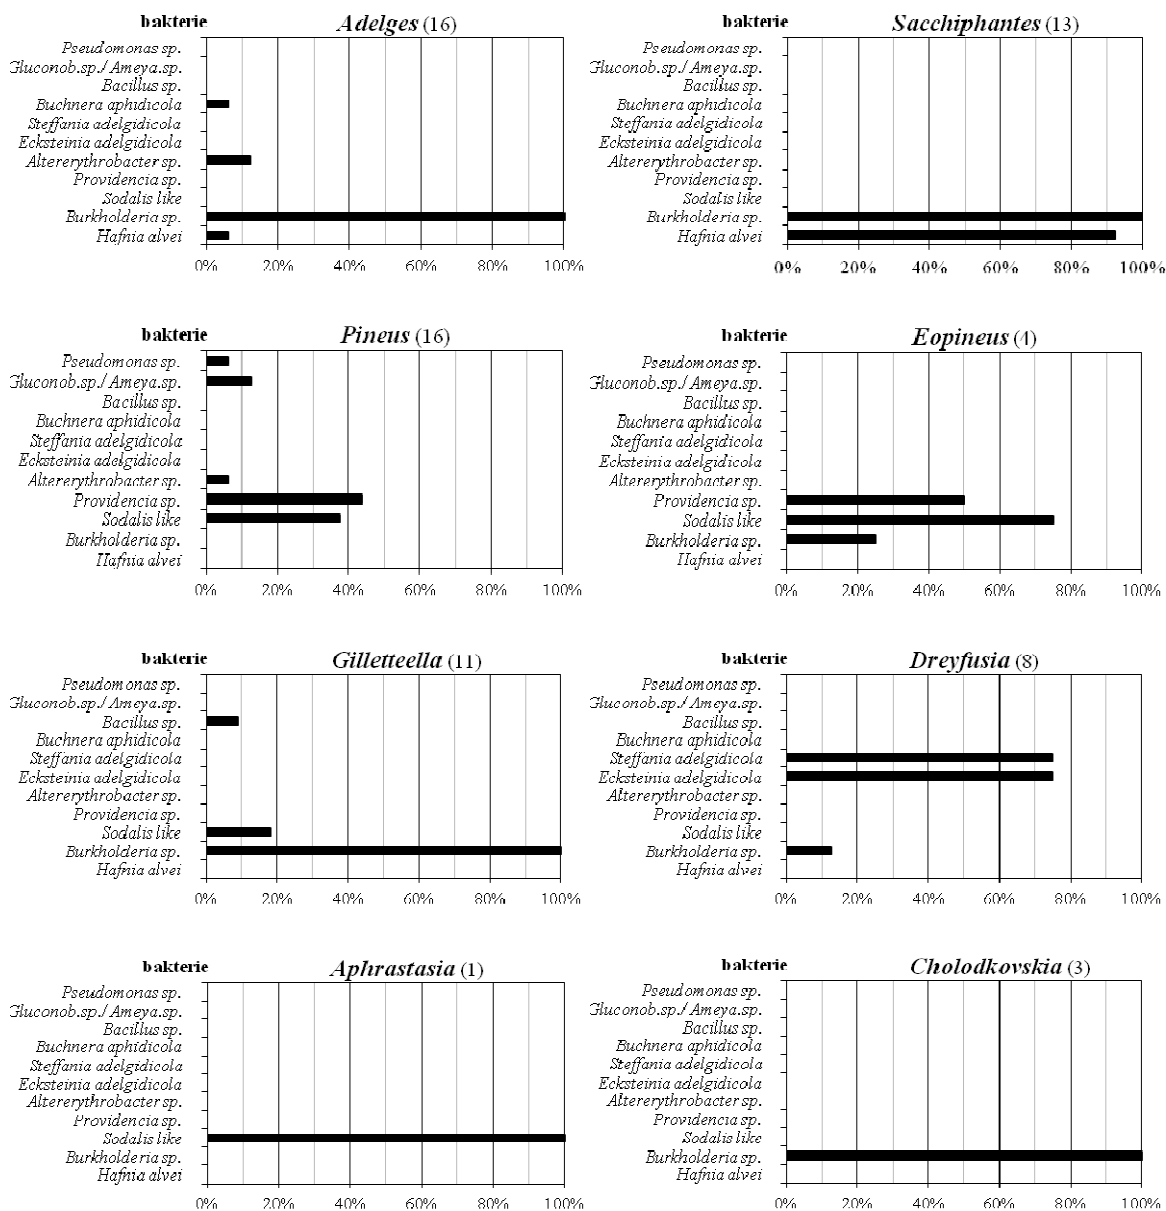 bakterie Adelges (16)
Pseudomonas sp.
Gluconob.sp./ Ameya.sp.
Bacillus sp.
Buchnera aphidicola
Steffania adelgidicola
Ecksteinia adelgidicola
Altererythrobacter sp.
Providencia sp.
Sodalis like
Burkholderia sp.
Hafnia alvei
0% 20% 40% 60% 80% 100%
bakterie Sacchiphantes (13)
Pseudomonas sp.
Gluconob.sp./ Ameya.sp.
Bacillus sp.
Buchnera aphidicola
Steffania adelgidicola
Ecksteinia adelgidicola
Altererythrobacter sp.
Providencia sp.
Sodalis like
Burkholderia sp.
Hafnia alvei
0% 20% 40% 60% 80% 100%
bakterie Pineus (16)
Pseudomonas sp.
Gluconob.sp./ Ameya.sp.
Bacillus sp.
Buchnera aphidicola
Steffania adelgidicola
Ecksteinia adelgidicola
Altererythrobacter sp.
Providencia sp.
Sodalis like
Burkholderia sp.
Hafnia alvei
0% 20% 40% 60% 80% 100%
bakterie Eopineus (4)
Pseudomonas sp.
Gluconob.sp./ Ameya.sp.
Bacillus sp.
Buchnera aphidicola
Steffania adelgidicola
Ecksteinia adelgidicola
Altererythrobacter sp.
Providencia sp.
Sodalis like
Burkholderia sp.
Hafnia alvei
0% 20% 40% 60% 80% 100%
bakterie Gilletteella (11)
Pseudomonas sp.
Gluconob.sp./ Ameya.sp.
Bacillus sp.
Buchnera aphidicola
Steffania adelgidicola
Ecksteinia adelgidicola
Altererythrobacter sp.
Providencia sp.
Sodalis like
Burkholderia sp.
Hafnia alvei
0% 20% 40% 60% 80% 100%
bakterie Dreyfusia (8)
Pseudomonas sp.
Gluconob.sp./ Ameya.sp.
Bacillus sp.
Buchnera aphidicola
Steffania adelgidicola
Ecksteinia adelgidicola
Altererythrobacter sp.
Providencia sp.
Sodalis like
Burkholderia sp.
Hafnia alvei
0% 20% 40% 60% 80% 100%
bakterie Aphrastasia (1)
Pseudomonas sp.
Gluconob.sp./ Ameya.sp.
Bacillus sp.
Buchnera aphidicola
Steffania adelgidicola
Ecksteinia adelgidicola
Altererythrobacter sp.
Providencia sp.
Sodalis like
Burkholderia sp.
Hafnia alvei
0% 20% 40% 60% 80% 100%
bakterie Cholodkovskia (3)
Pseudomonas sp.
Gluconob.sp./ Ameya.sp.
Bacillus sp.
Buchnera aphidicola
Steffania adelgidicola
Ecksteinia adelgidicola
Altererythrobacter sp.
Providencia sp.
Sodalis like
Burkholderia sp.
Hafnia alvei
0% 20% 40% 60% 80% 100%